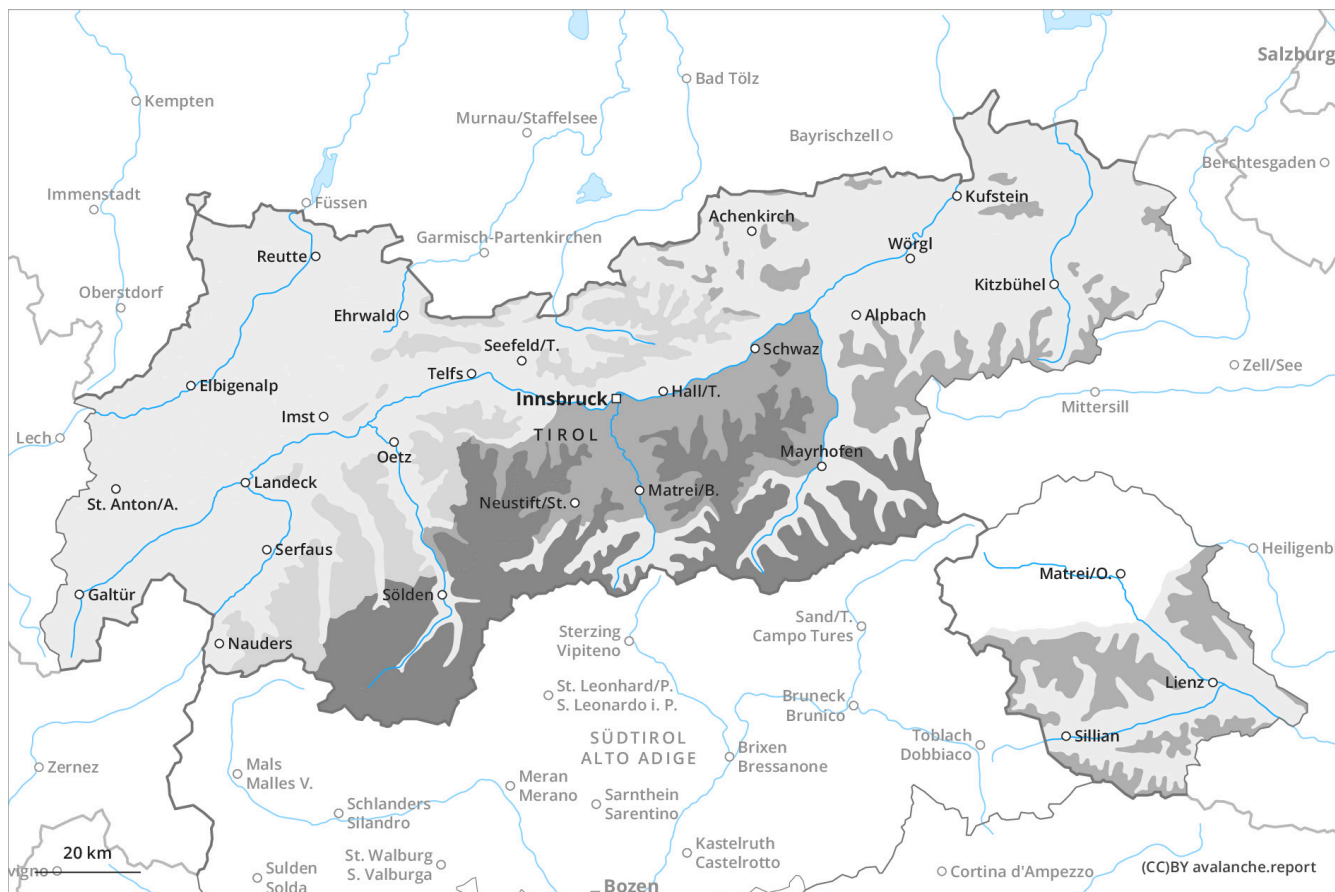 Salzburg
Kempten
Bad Tölz
Murnau/Staffelsee
Bayrischzell
Berchtesgaden
Immenstadt
Füssen
Kufstein
Achenkirch
Garmisch-Partenkirchen
Wörgl
Reutte
Kitzbühel
Oberstdorf
Ehrwald
Alpbach
Seefeld/T.
Schwaz
Zell/See
Telfs
Elbigenalp
Innsbruck
Hall/T.
Mittersill
Imst
Lech
TIROL
Oetz
Mayrhofen
Landeck
Matrei/B.
St. Anton/A.
Neustift/St.
Serfaus
Heiligenb
Matrei/O.
Galtür
Sölden
Sand/T.
Campo Tures
Nauders
Sterzing
Vipiteno
St. Leonhard/P.
S. Leonardo i. P.
Lienz
Bruneck
Brunico
Sillian
SÜDTIROL
ALTO ADIGE
Toblach
Dobbiaco
Brixen
Bressanone
Zernez
Mals
Malles V.
Meran
Merano
Schlanders
Silandro
Sarnthein
Sarentino
Kastelruth
Castelrotto
20 km
vigno
St. Walburg
S. Valburga
Sulden
Solda
Bozen
Cortina d'Ampezzo
(CC)BY avalanche.report